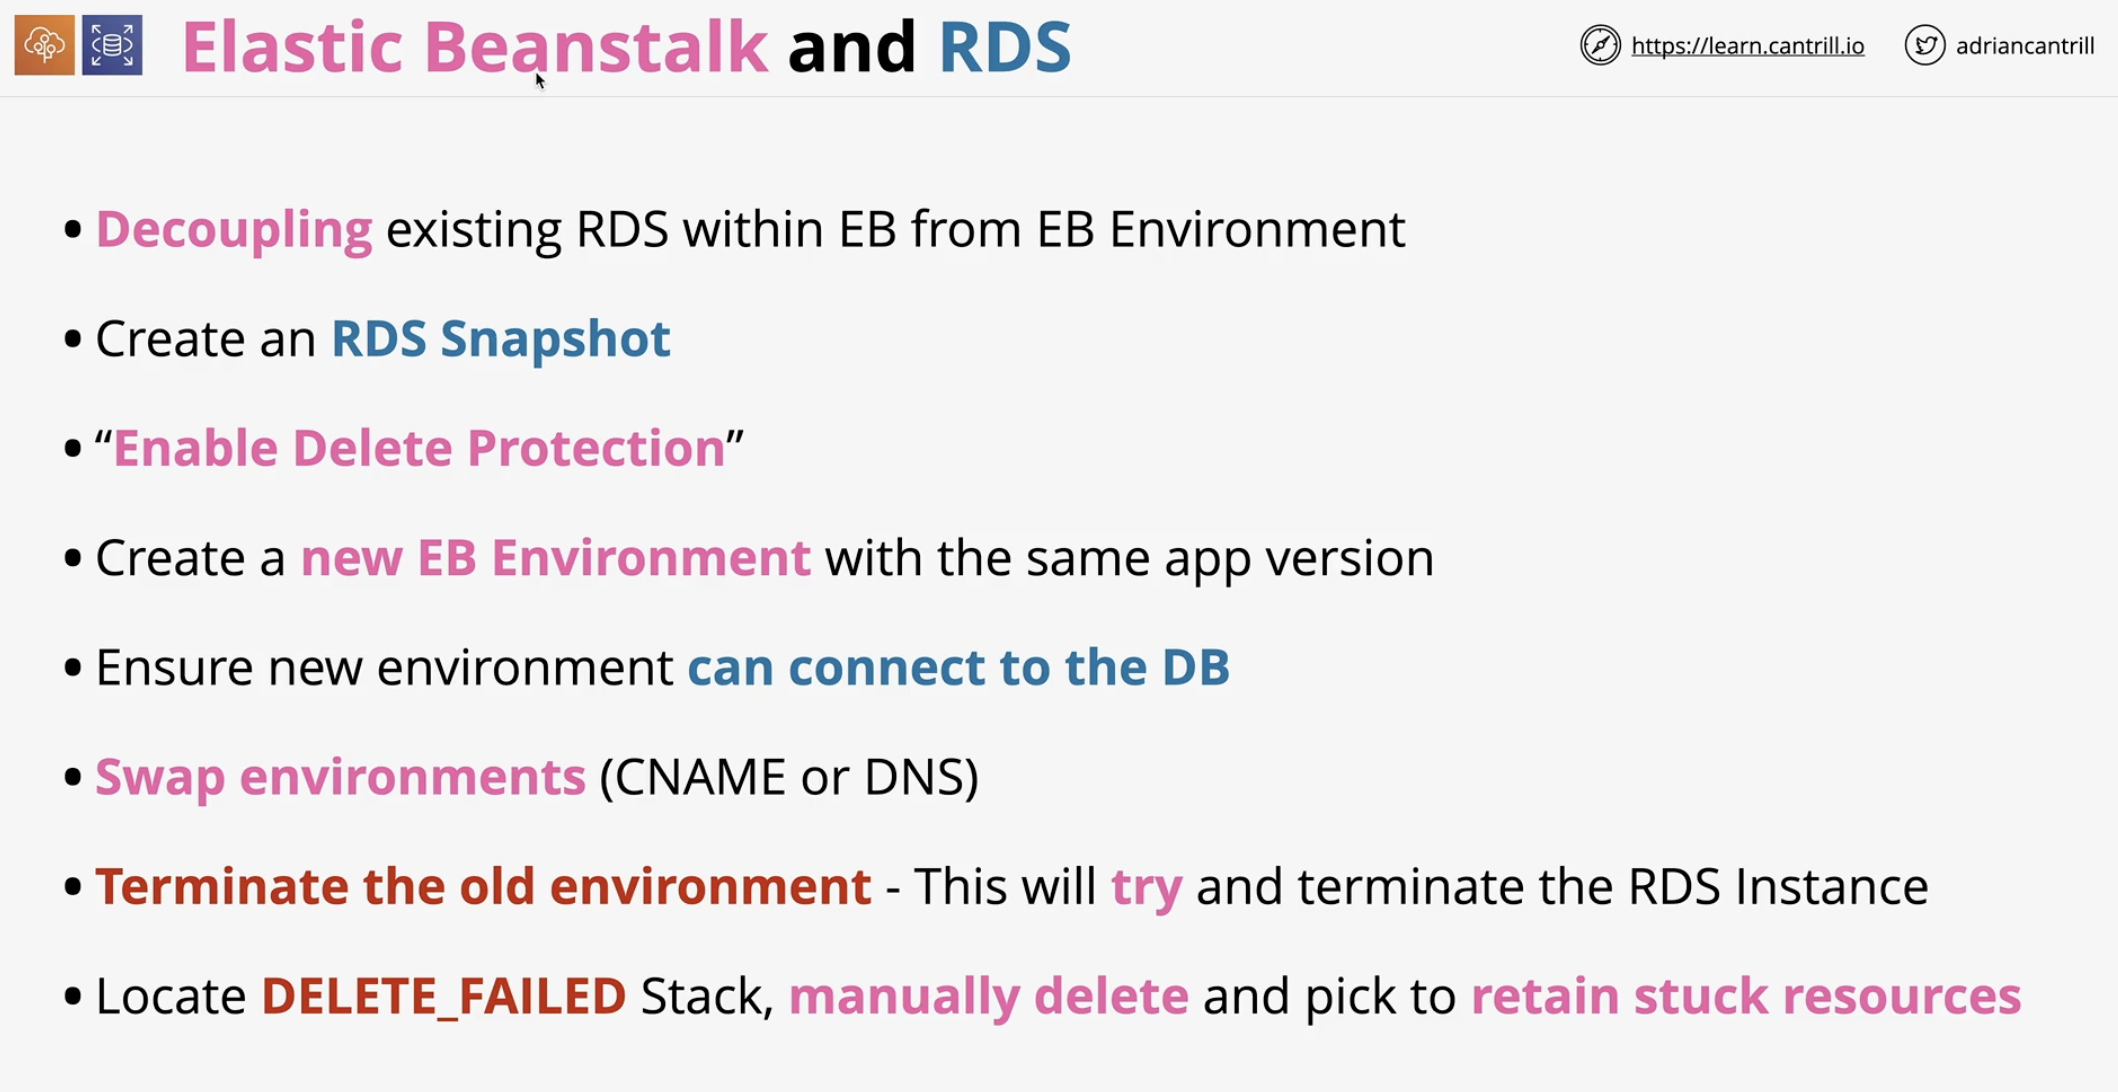 Elastic Beanstalk and RDS
https://learn.cantrill.io
adriancantrill
• Decoupling existing RDS within EB from EB Environment
• Create an RDS Snapshot
• “Enable Delete Protection”
• Create a new EB Environment with the same app version
• Ensure new environment can connect to the DB
• Swap environments (CNAME or DNS)
• Terminate the old environment - This will try and terminate the RDS Instance
• Locate DELETE_FAILED Stack, manually delete and pick to retain stuck resources